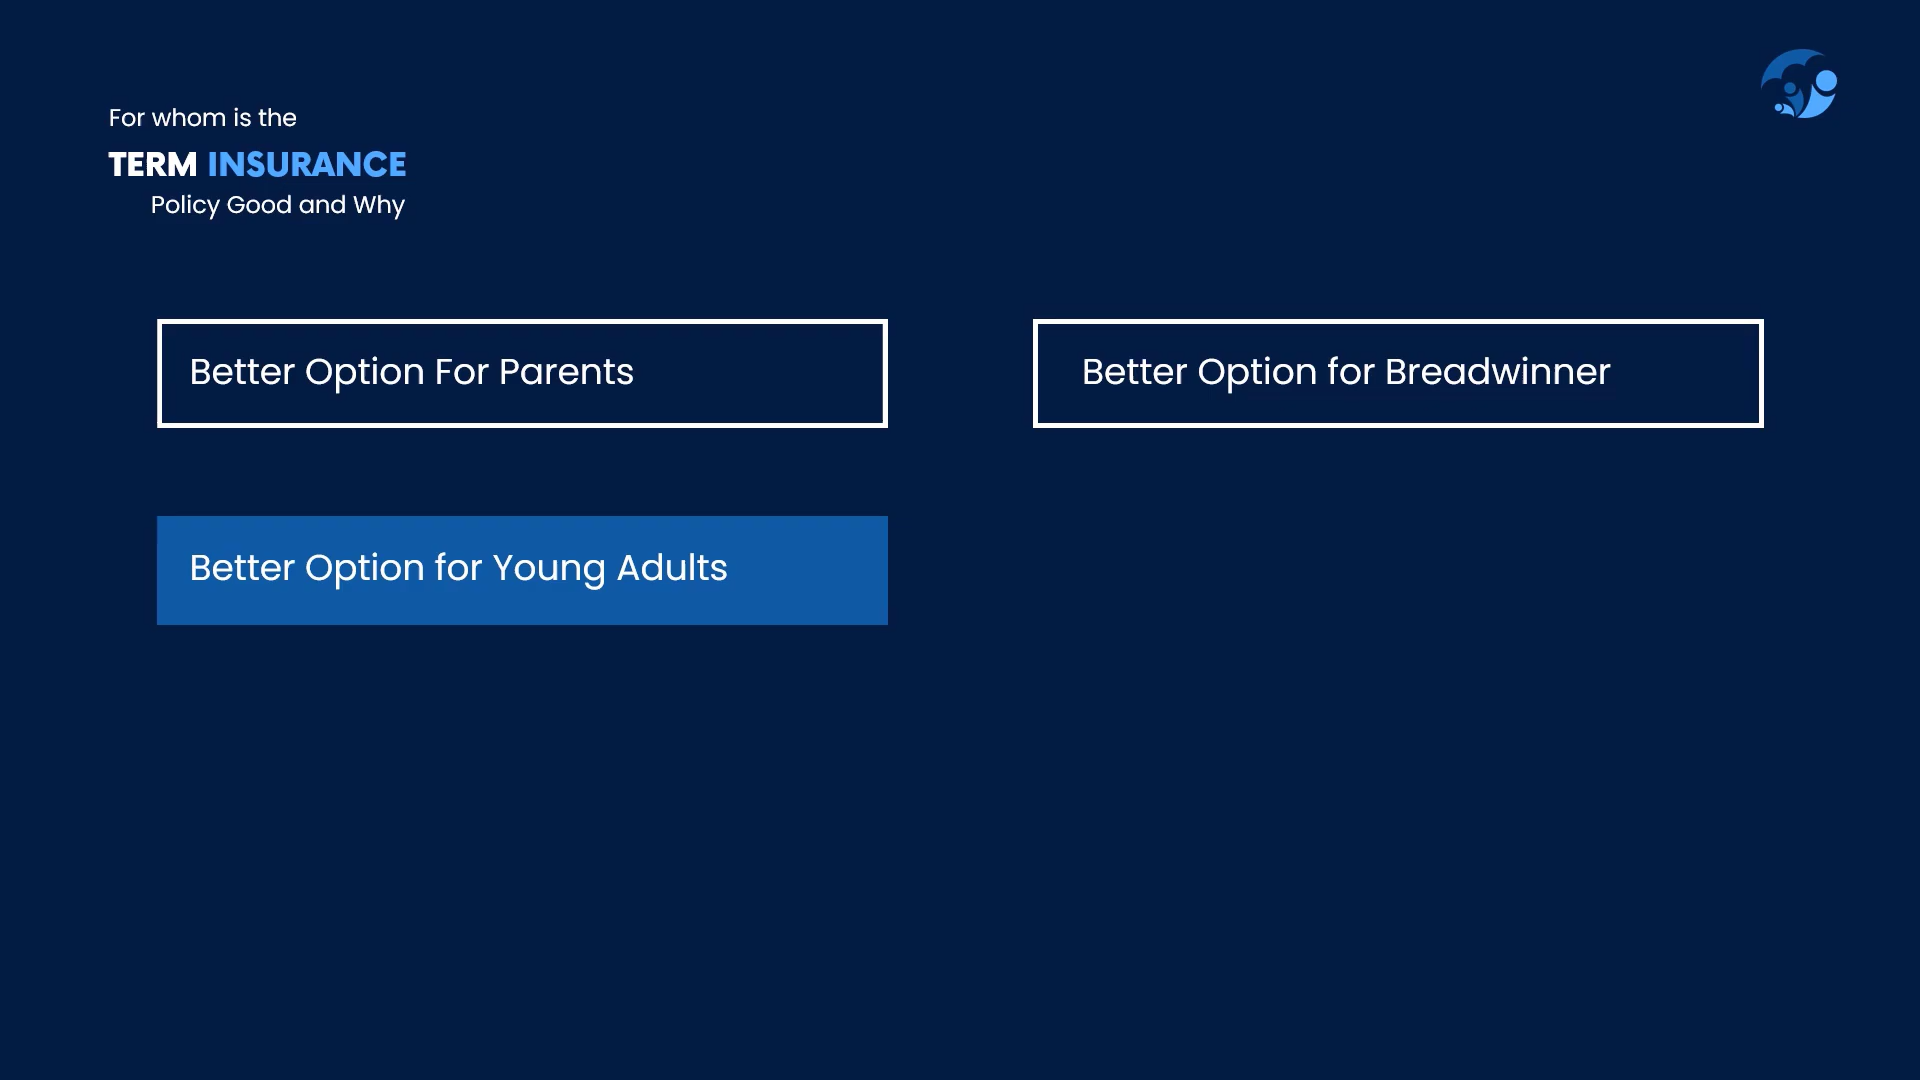 For whom is the
TERM INSURANCE
Policy Good and Why
Better Option For Parents
Better Option for Breadwinner
Better Option for Young Adults